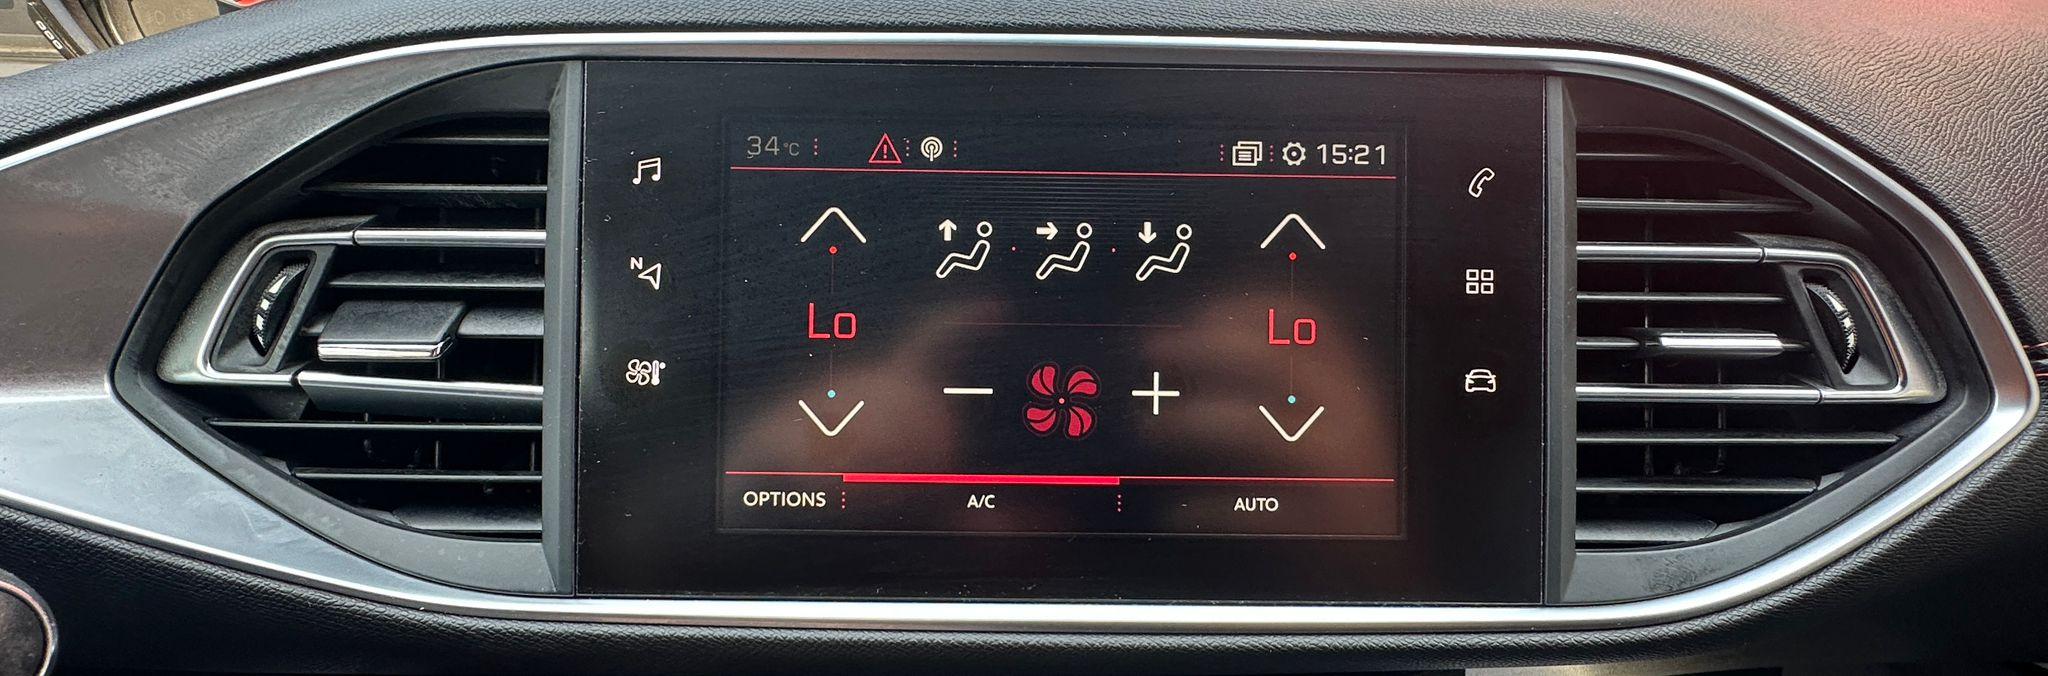 34°C 15:21
N
Lo Lo
OPTIONS A/C AUTO